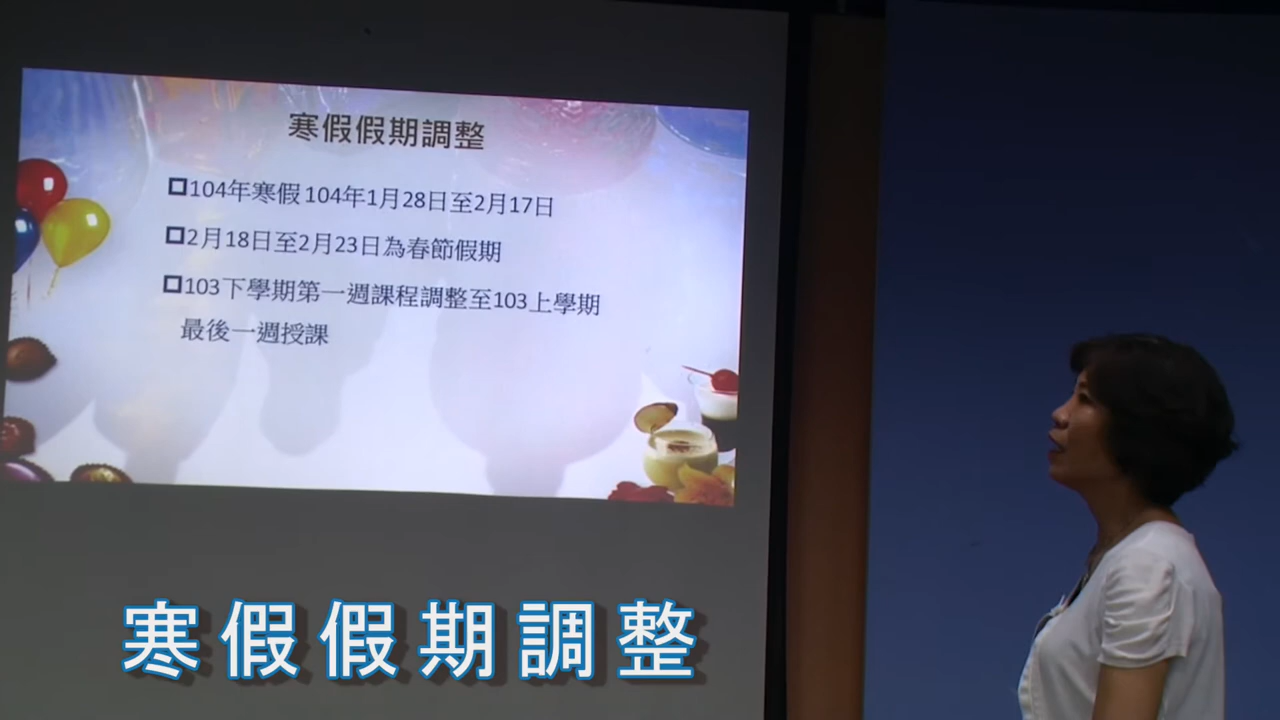 寒假假期調整
104年寒假 104年1月28日至2月17日
2月18日至2月23日為春節假期
103下學期第一週課程調整至103上學期
最後一週授課
寒假假期調整